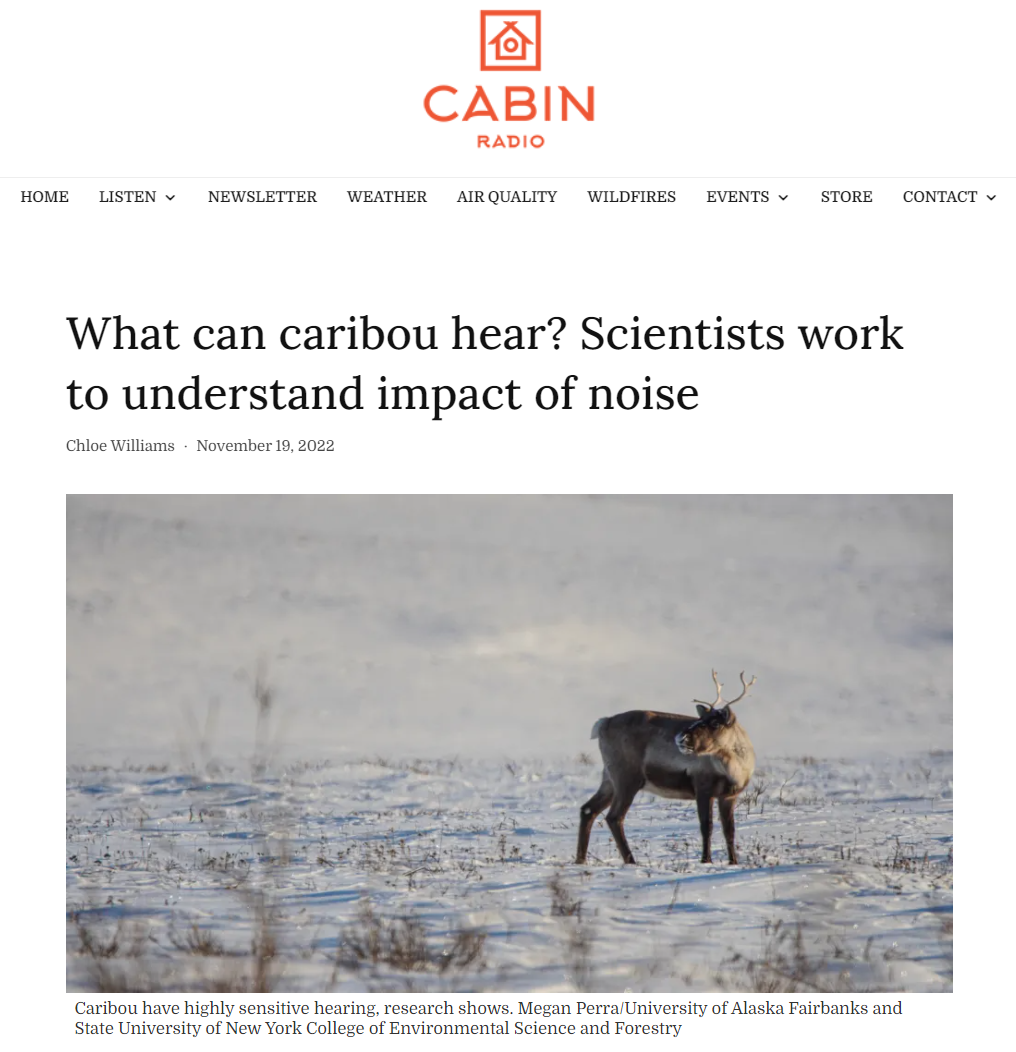 CABIN
RADIO
HOME LISTEN NEWSLETTER WEATHER AIR QUALITY WILDFIRES EVENTS STORE CONTACT
What can caribou hear? Scientists work
to understand impact of noise
Chloe Williams · November 19, 2022
Caribou have highly sensitive hearing, research shows. Megan Perra/University of Alaska Fairbanks and
State University of New York College of Environmental Science and Forestry